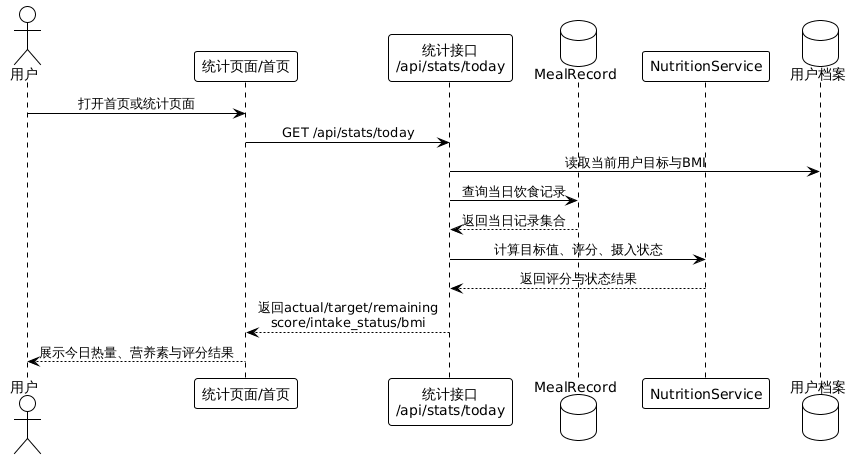 用户
统计页面/首页
统计接口
/api/stats/today
MealRecord
NutritionService
用户档案
打开首页或统计页面
GET /api/stats/today
读取当前用户目标与BMI
查询当日饮食记录
返回当日记录集合
计算目标值、评分、摄入状态
返回评分与状态结果
返回actual/target/remaining
score/intake_status/bmi
展示今日热量、营养素与评分结果
用户
统计页面/首页
统计接口
/api/stats/today
MealRecord
NutritionService
用户档案